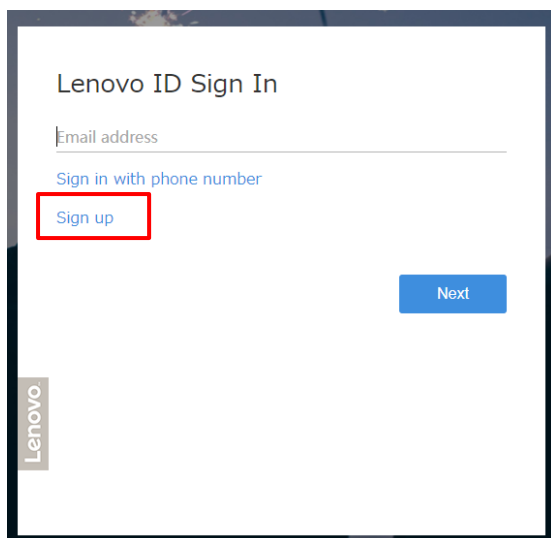 Lenovo ID Sign In
Email address
Sign in with phone number
Sign up
Next
Lenovo.